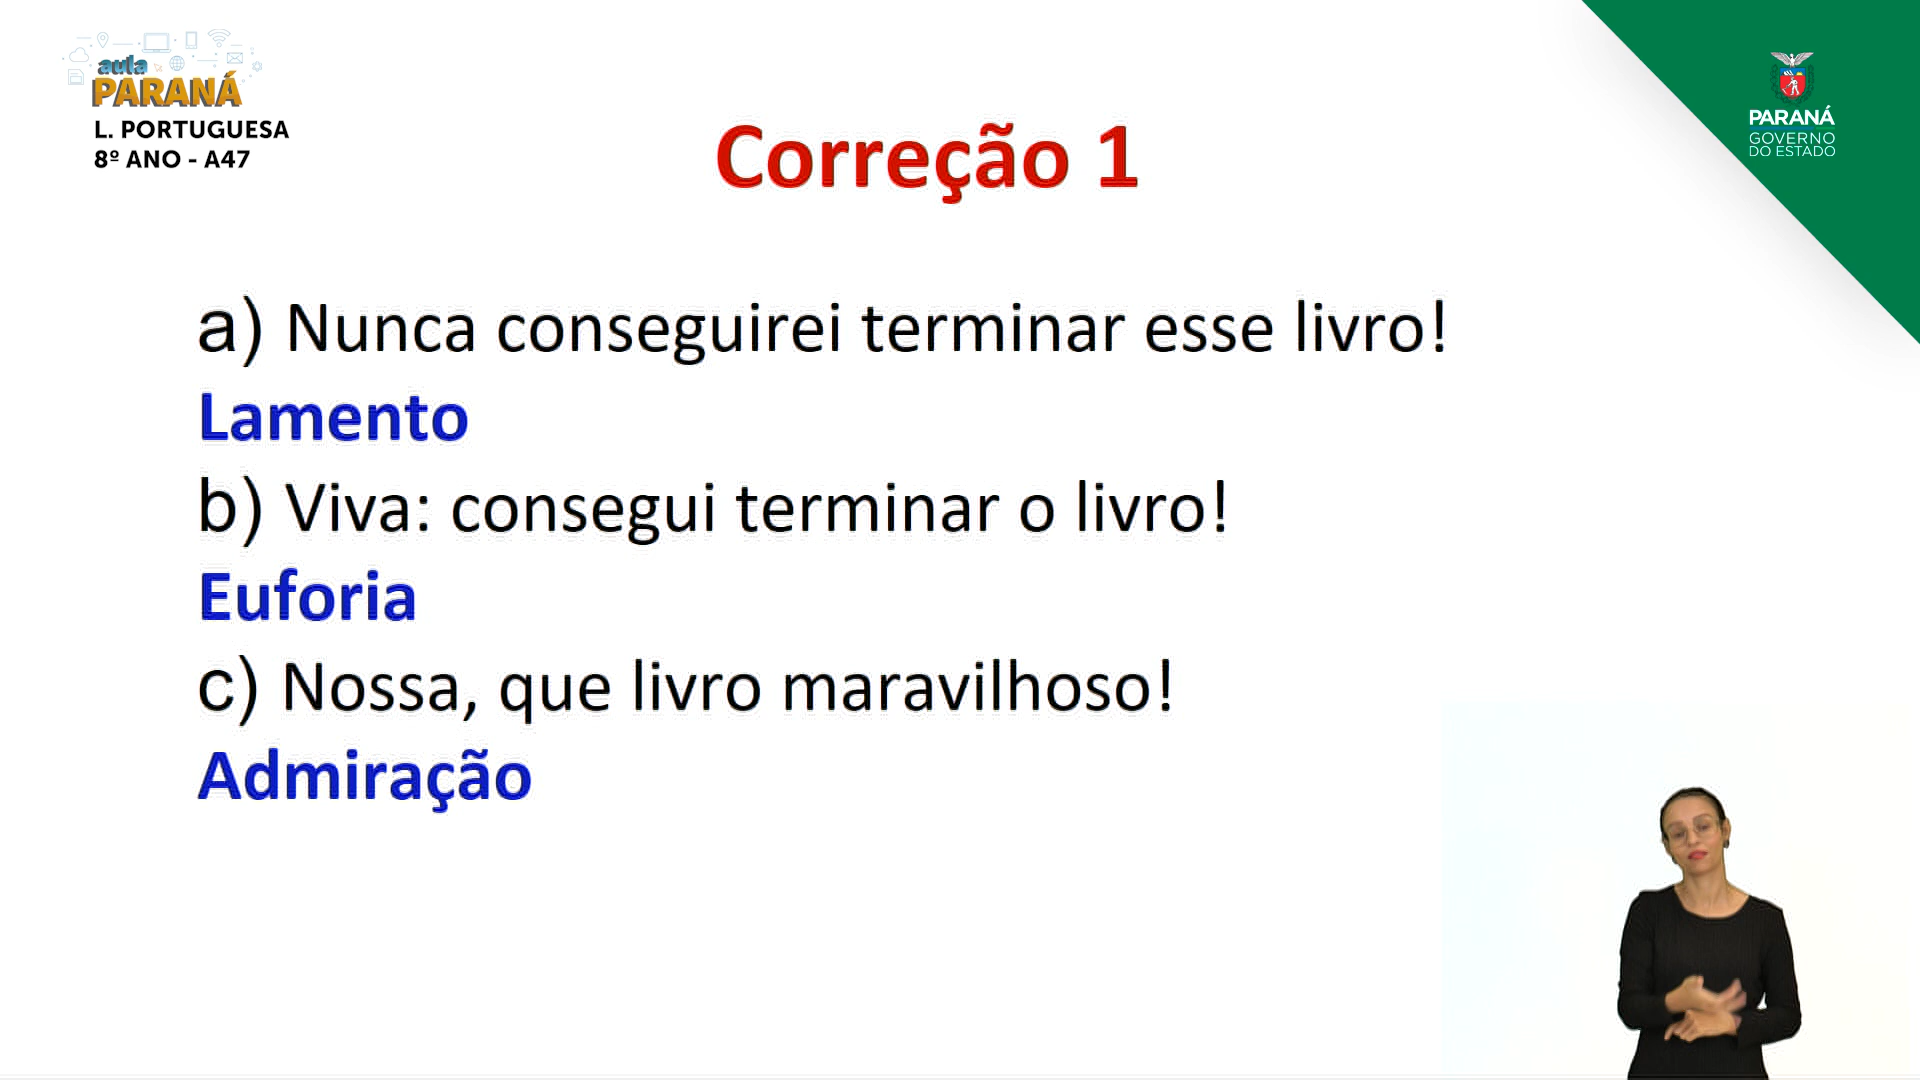 aula
PARANÁ
L. PORTUGUESA
8º ANO - A47
PARANÁ
GOVERNO
DO ESTADO
Correção 1
a) Nunca conseguirei terminar esse livro!
Lamento
b) Viva: consegui terminar o livro!
Euforia
c) Nossa, que livro maravilhoso!
Admiração